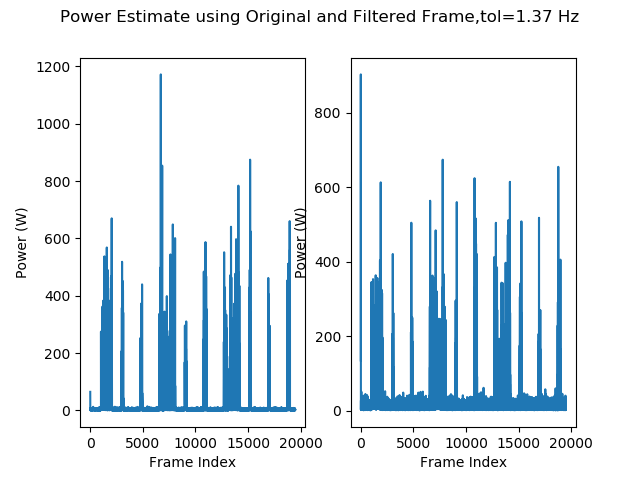 Power Estimate using Original and Filtered Frame,tol=1.37 Hz
Power (W)
1200
1000
800
600
400
200
0
0 5000 10000 15000 20000
Frame Index
Power (W)
800
600
400
200
0
0 5000 10000 15000 20000
Frame Index